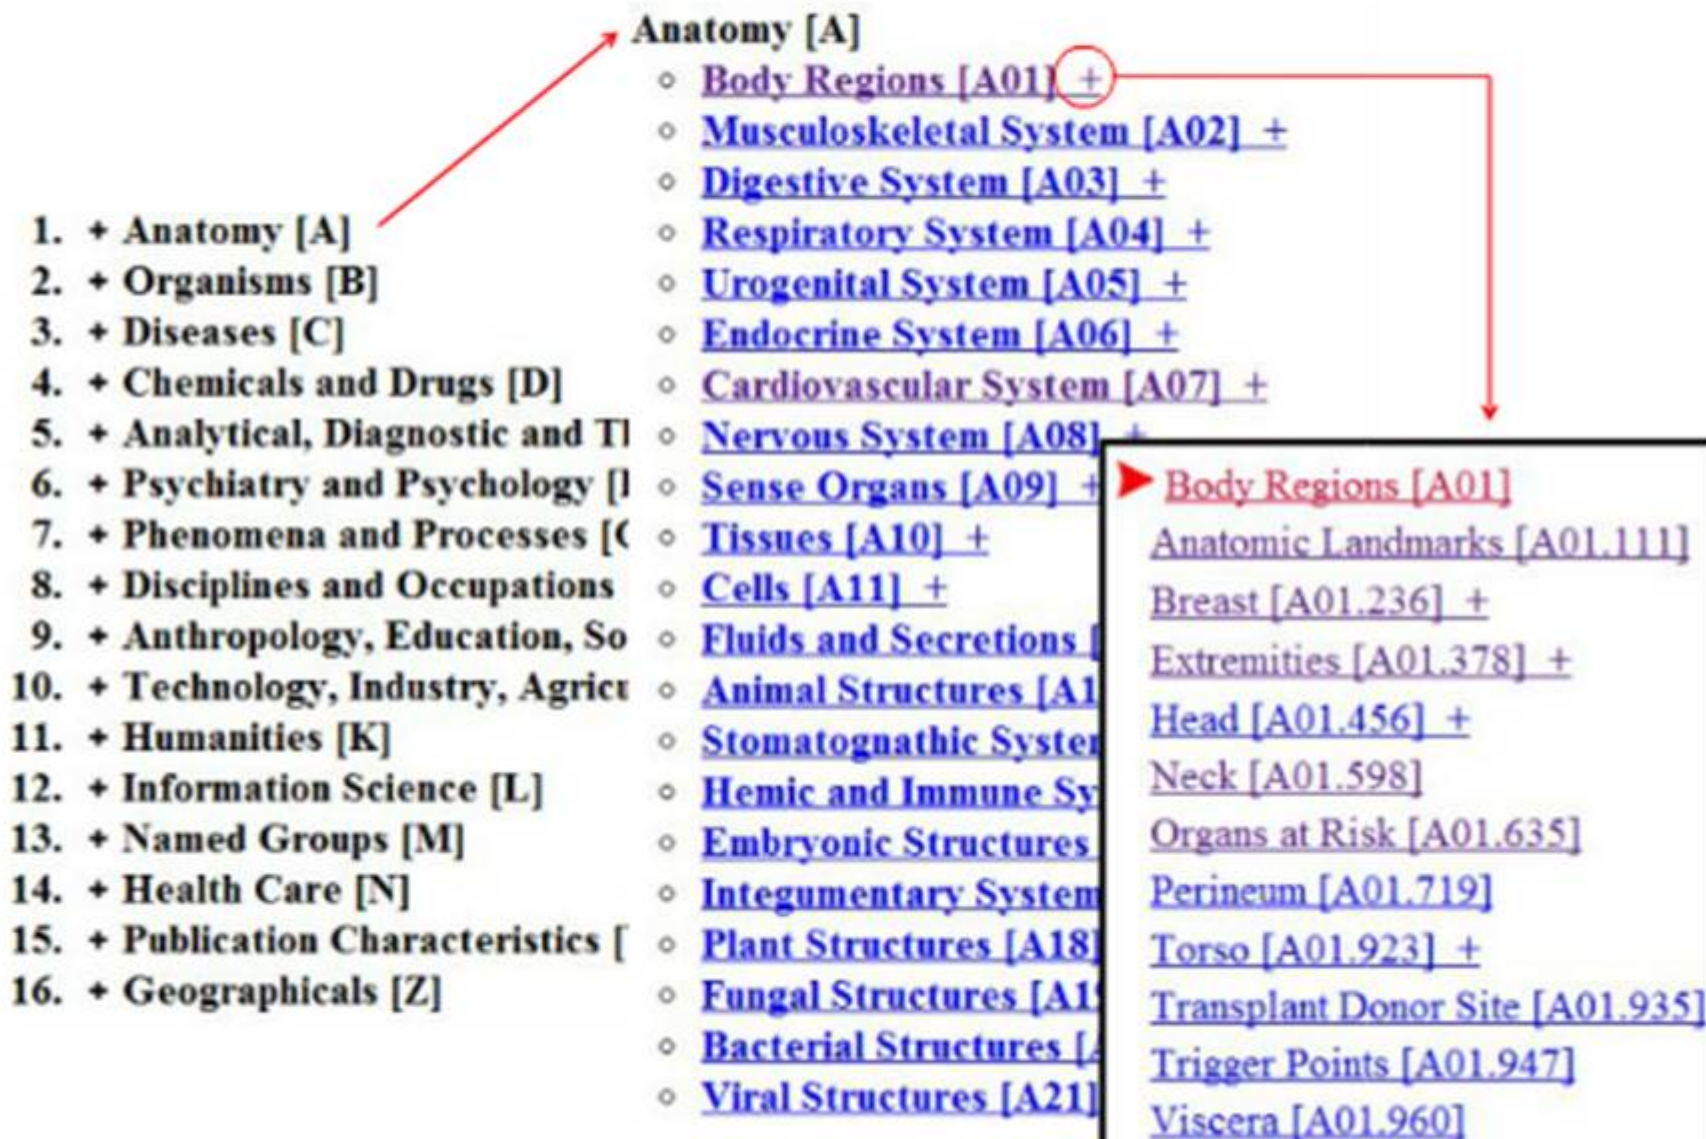 1. + Anatomy [A]
2. + Organisms [B]
3. + Diseases [C]
4. + Chemicals and Drugs [D]
5. + Analytical, Diagnostic and
6. + Psychiatry and Psychology [
7. + Phenomena and Processes [
8. + Disciplines and Occupations
9. + Anthropology, Education, So
10. + Technology, Industry, Agricu
11. + Humanities [K]
12. + Information Science [L]
13. + Named Groups [M]
14. + Health Care [N]
15. + Publication Characteristics [
16. + Geographicals [Z]
Anatomy [A]
Body Regions [A01] +
Musculoskeletal System [A02] +
Digestive System [A03] +
Respiratory System [A04] +
Urogenital System [A05] +
Endocrine System [A06] +
Cardiovascular System [A07] +
Nervous System [A08] +
Sense Organs [A09] +
Tissues [A10] +
Cells [A11] +
Fluids and Secretions [
Animal Structures [A1
Stomatognathic System
Hemic and Immune Sy
Embryonic Structures
Integumentary System
Plant Structures [A18]
Fungal Structures [A19
Bacterial Structures [
Viral Structures [A21]
Body Regions [A01]
Anatomic Landmarks [A01.111]
Breast [A01.236] +
Extremities [A01.378] +
Head [A01.456] +
Neck [A01.598]
Organs at Risk [A01.635]
Perineum [A01.719]
Torso [A01.923] +
Transplant Donor Site [A01.935]
Trigger Points [A01.947]
Viscera [A01.960]